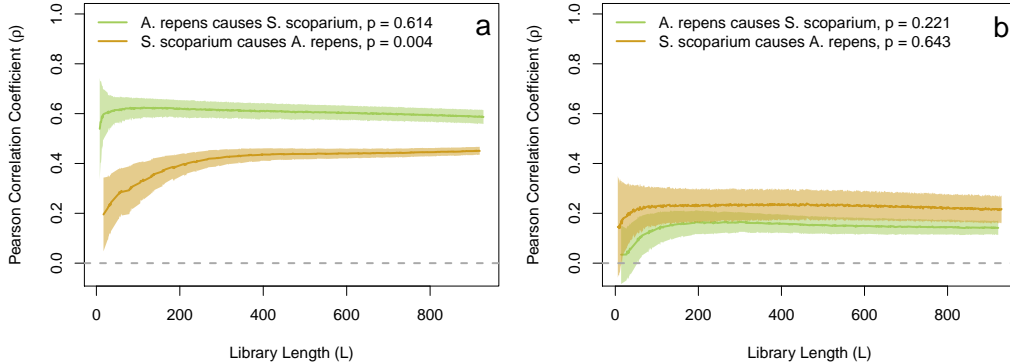 a
A. repens causes S. scoparium, p = 0.614
S. scoparium causes A. repens, p = 0.004
Pearson Correlation Coefficient (ρ)
1.0
0.8
0.6
0.4
0.2
0.0
0 200 400 600 800
Library Length (L)
b
A. repens causes S. scoparium, p = 0.221
S. scoparium causes A. repens, p = 0.643
Pearson Correlation Coefficient (ρ)
1.0
0.8
0.6
0.4
0.2
0.0
0 200 400 600 800
Library Length (L)